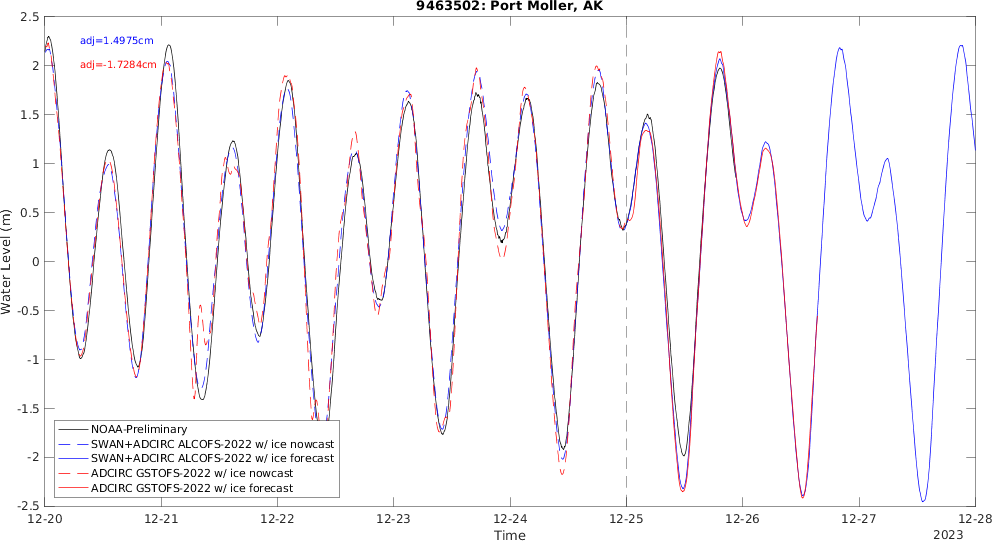 9463502: Port Moller, AK
adj=1.4975cm
adj=-1.7284cm
Water Level (m)
2.5
2
1.5
1
0.5
0
-0.5
-1
-1.5
-2
-2.5
NOAA-Preliminary
SWAN+ADCIRC ALCOFS-2022 w/ ice nowcast
SWAN+ADCIRC ALCOFS-2022 w/ ice forecast
ADCIRC GSTOFS-2022 w/ ice nowcast
ADCIRC GSTOFS-2022 w/ ice forecast
12-20 12-21 12-22 12-23 12-24 12-25 12-26 12-27 12-28
Time
2023